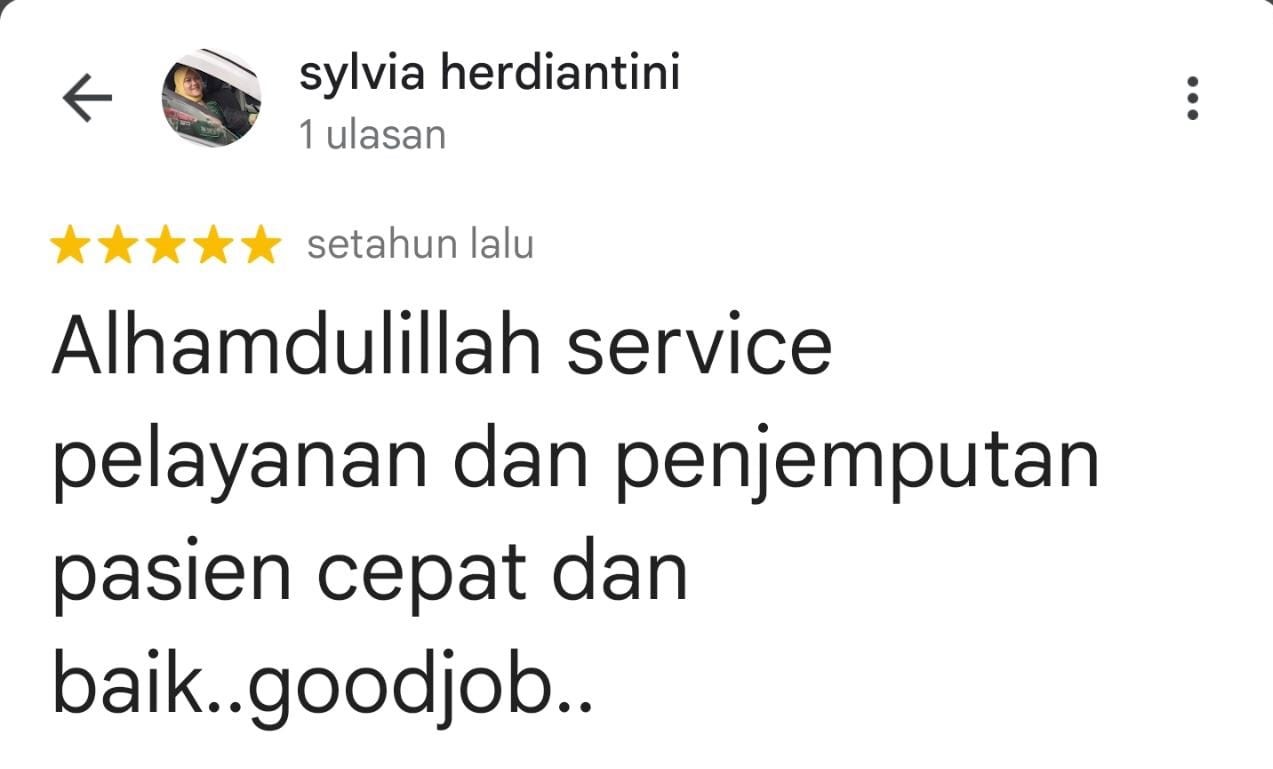 sylvia herdiantini
1 ulasan
setahun lalu
Alhamdulillah service
pelayanan dan penjemputan
pasien cepat dan
baik..goodjob..